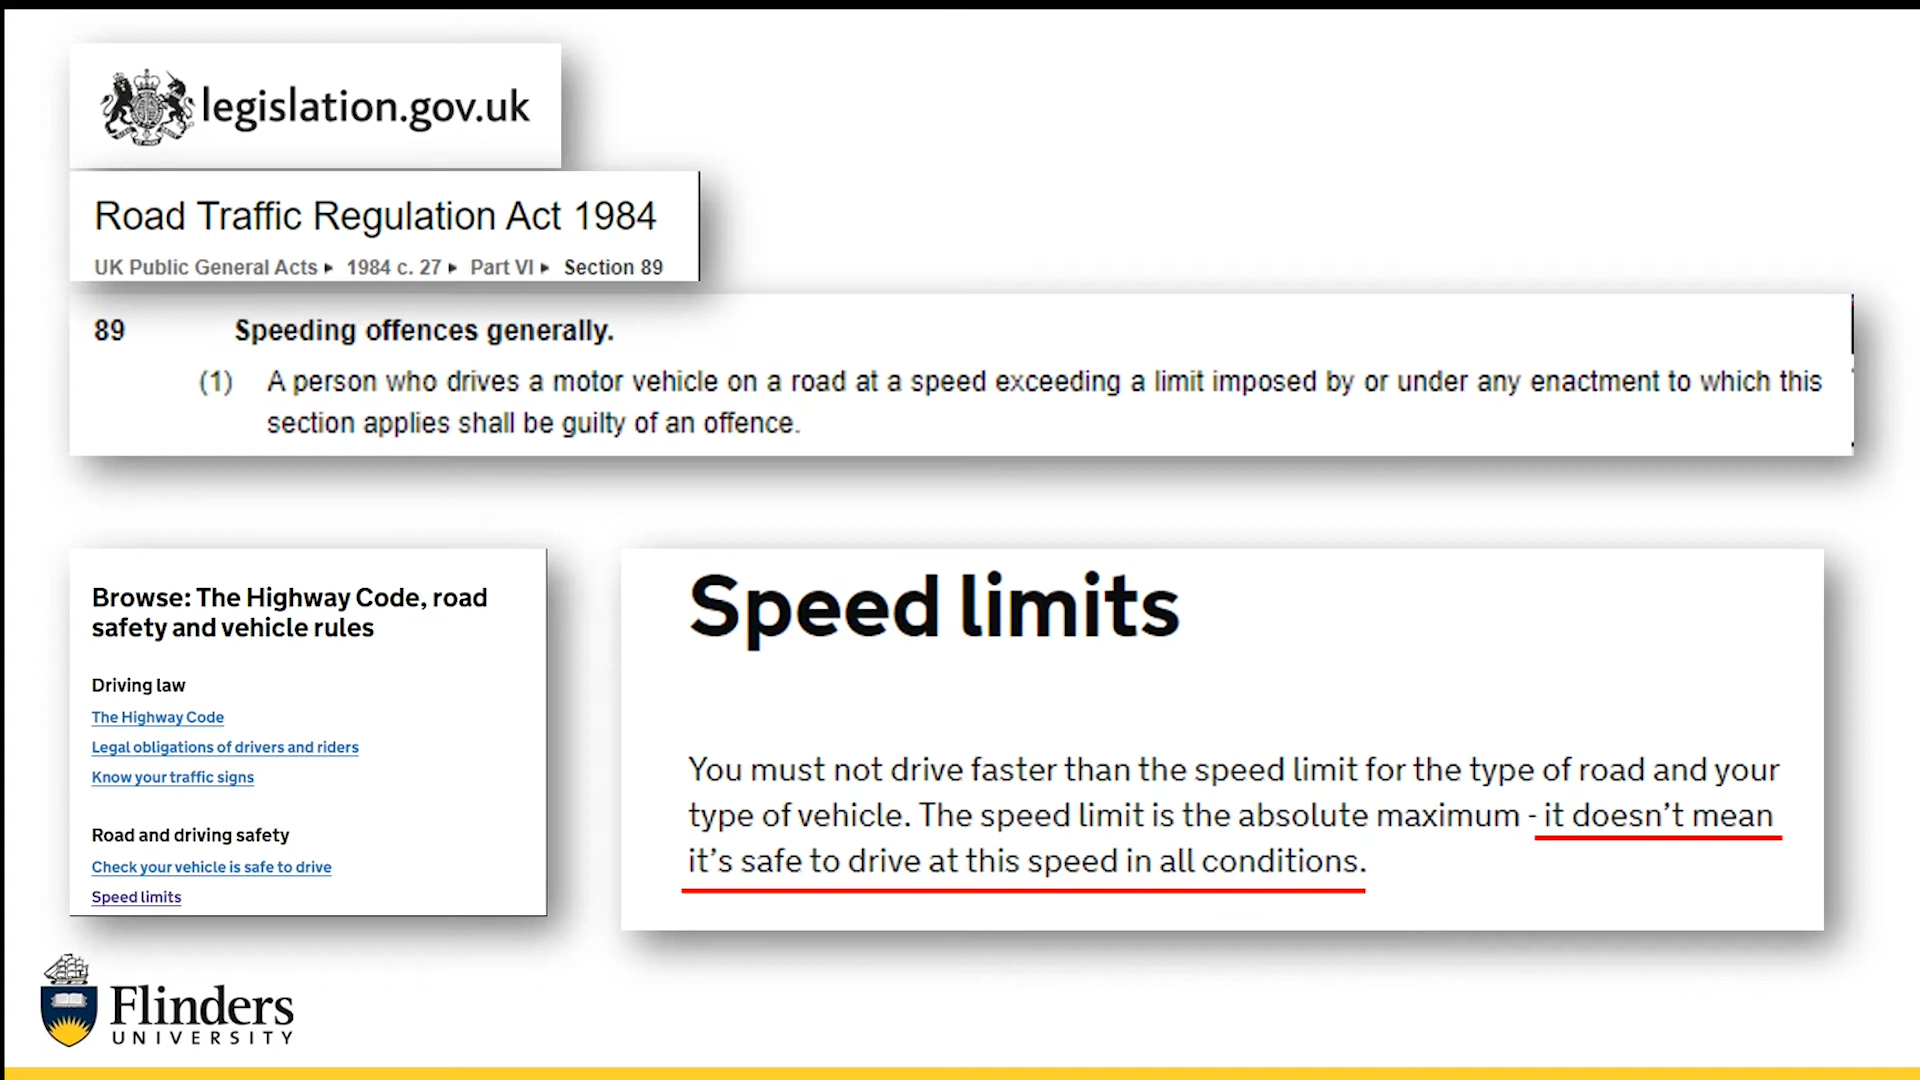 legislation.gov.uk
Road Traffic Regulation Act 1984
UK Public General Acts ▸ 1984 c. 27 ▸ Part VI ▸ Section 89
89 Speeding offences generally.
(1) A person who drives a motor vehicle on a road at a speed exceeding a limit imposed by or under any enactment to which this
section applies shall be guilty of an offence.
Browse: The Highway Code, road
safety and vehicle rules
Driving law
The Highway Code
Legal obligations of drivers and riders
Know your traffic signs
Road and driving safety
Check your vehicle is safe to drive
Speed limits
Speed limits
You must not drive faster than the speed limit for the type of road and your
type of vehicle. The speed limit is the absolute maximum - it doesn’t mean
it’s safe to drive at this speed in all conditions.
Flinders
UNIVERSITY